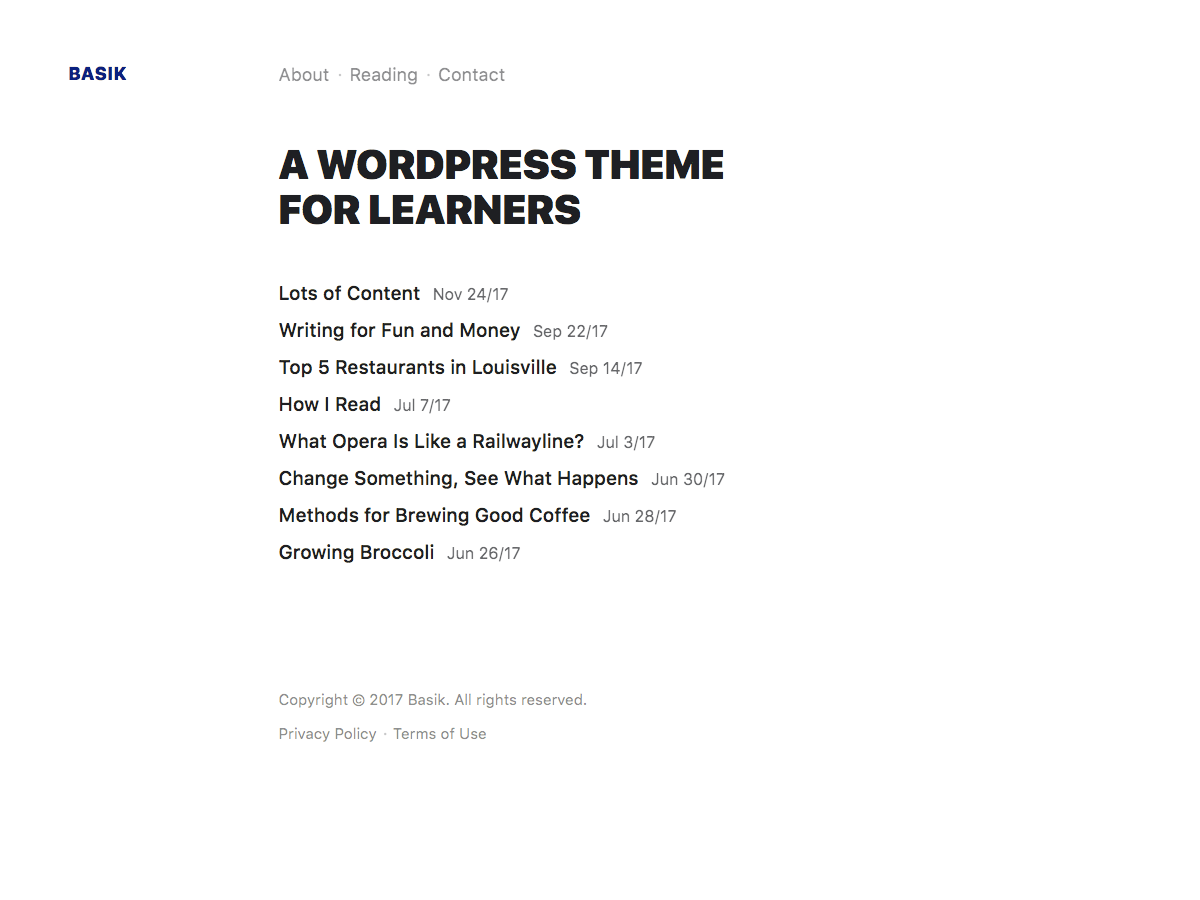 BASIK
About · Reading · Contact
A WORDPRESS THEME
FOR LEARNERS
Lots of Content Nov 24/17
Writing for Fun and Money Sep 22/17
Top 5 Restaurants in Louisville Sep 14/17
How I Read Jul 7/17
What Opera Is Like a Railwayline? Jul 3/17
Change Something, See What Happens Jun 30/17
Methods for Brewing Good Coffee Jun 28/17
Growing Broccoli Jun 26/17
Copyright © 2017 Basik. All rights reserved.
Privacy Policy · Terms of Use